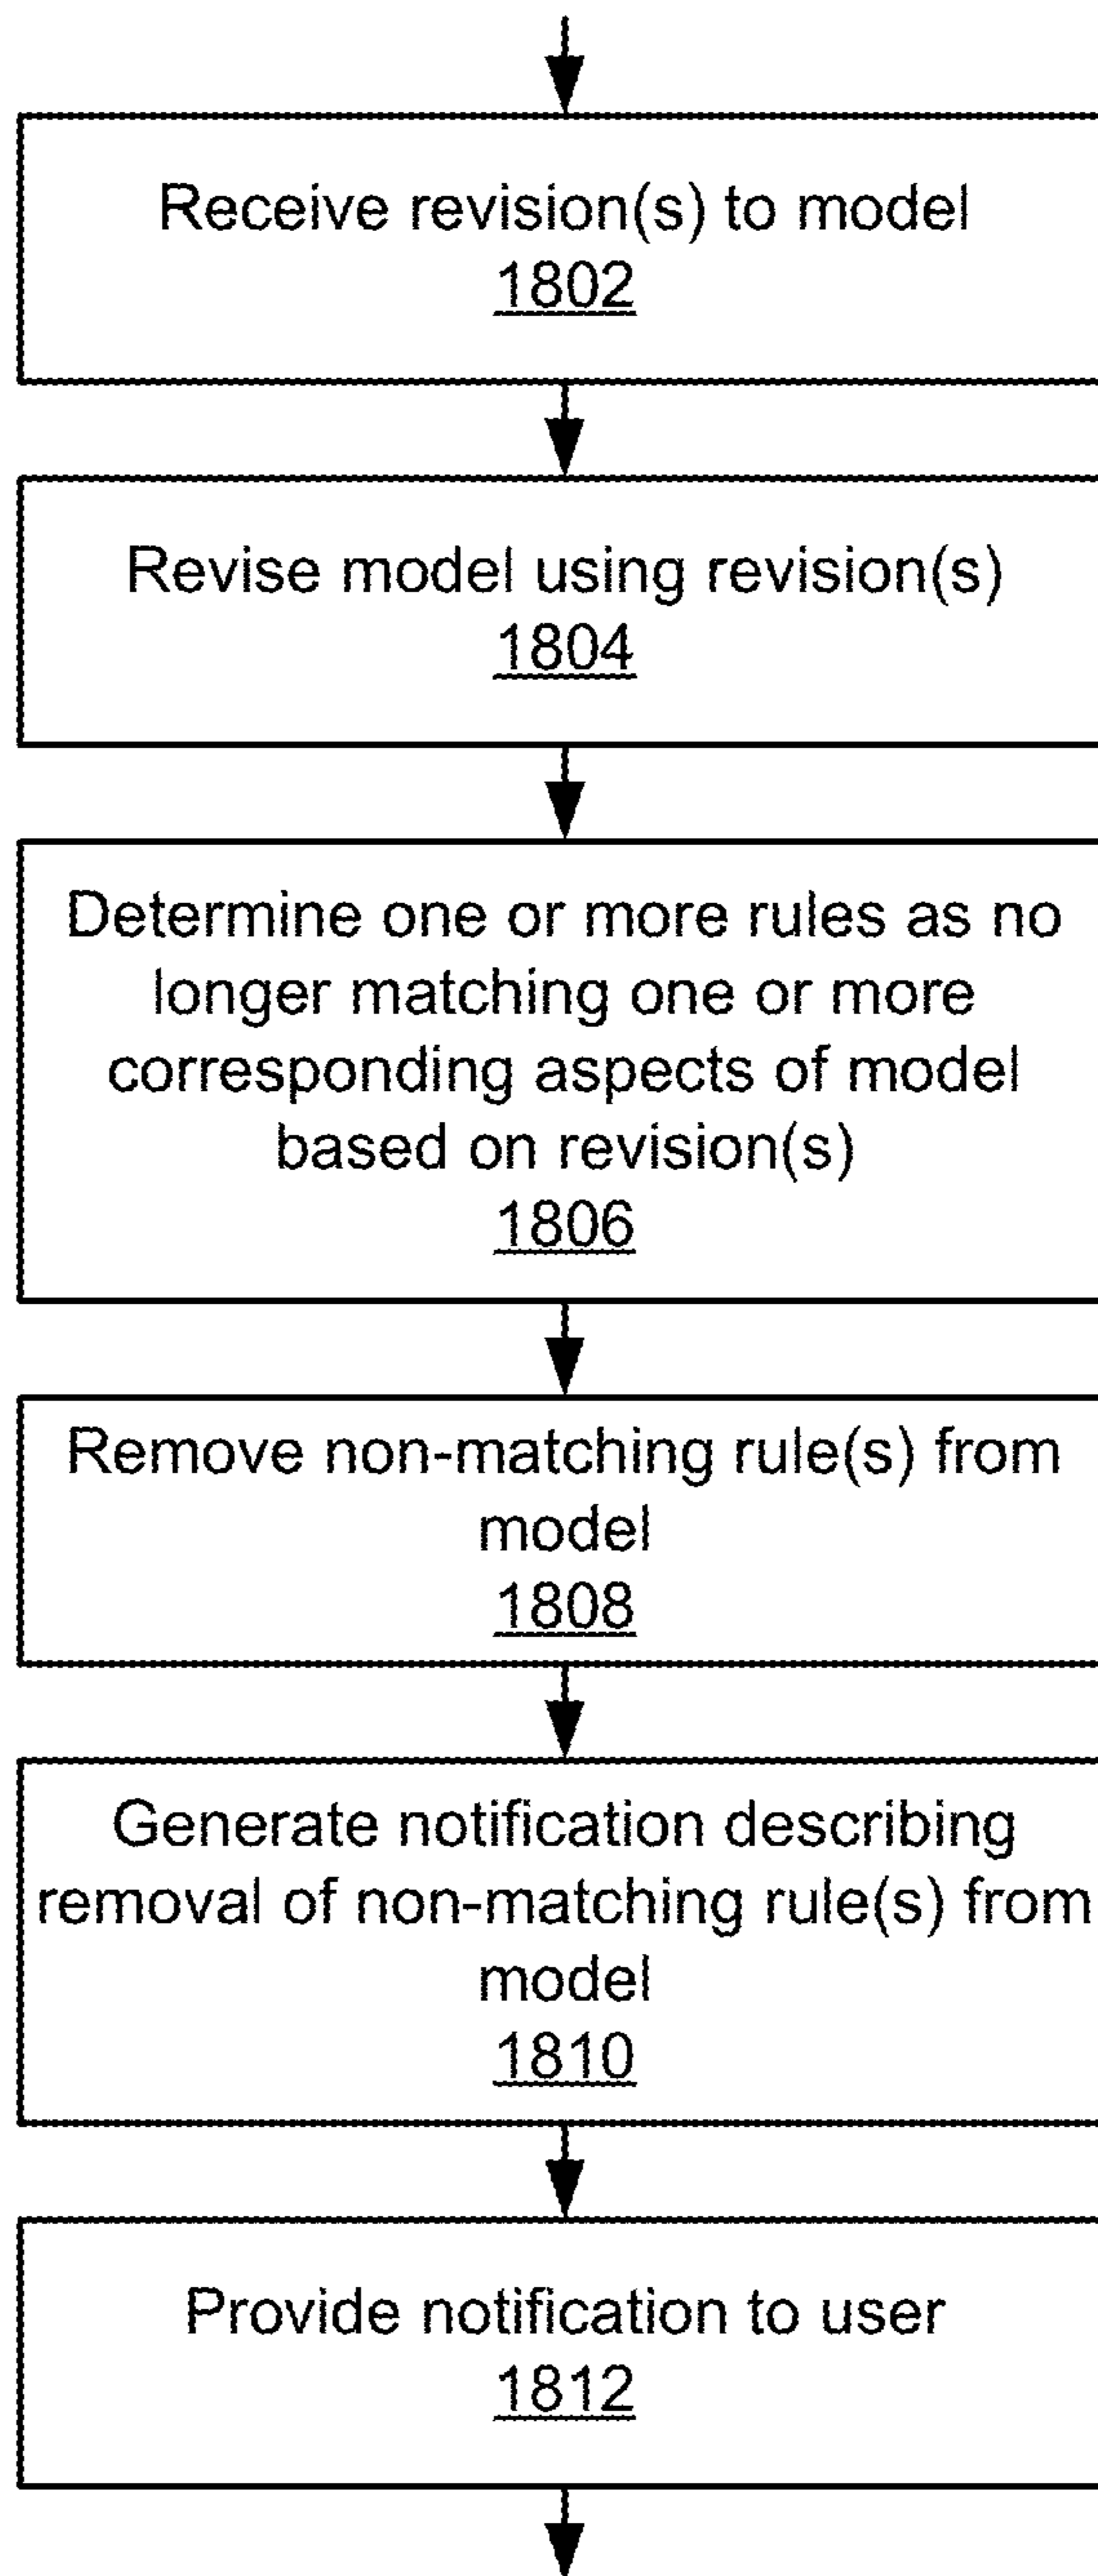 Receive revision(s) to model
1802
Revise model using revision(s)
1804
Determine one or more rules as no
longer matching one or more
corresponding aspects of model
based on revision(s)
1806
Remove non-matching rule(s) from
model
1808
Generate notification describing
removal of non-matching rule(s) from
model
1810
Provide notification to user
1812